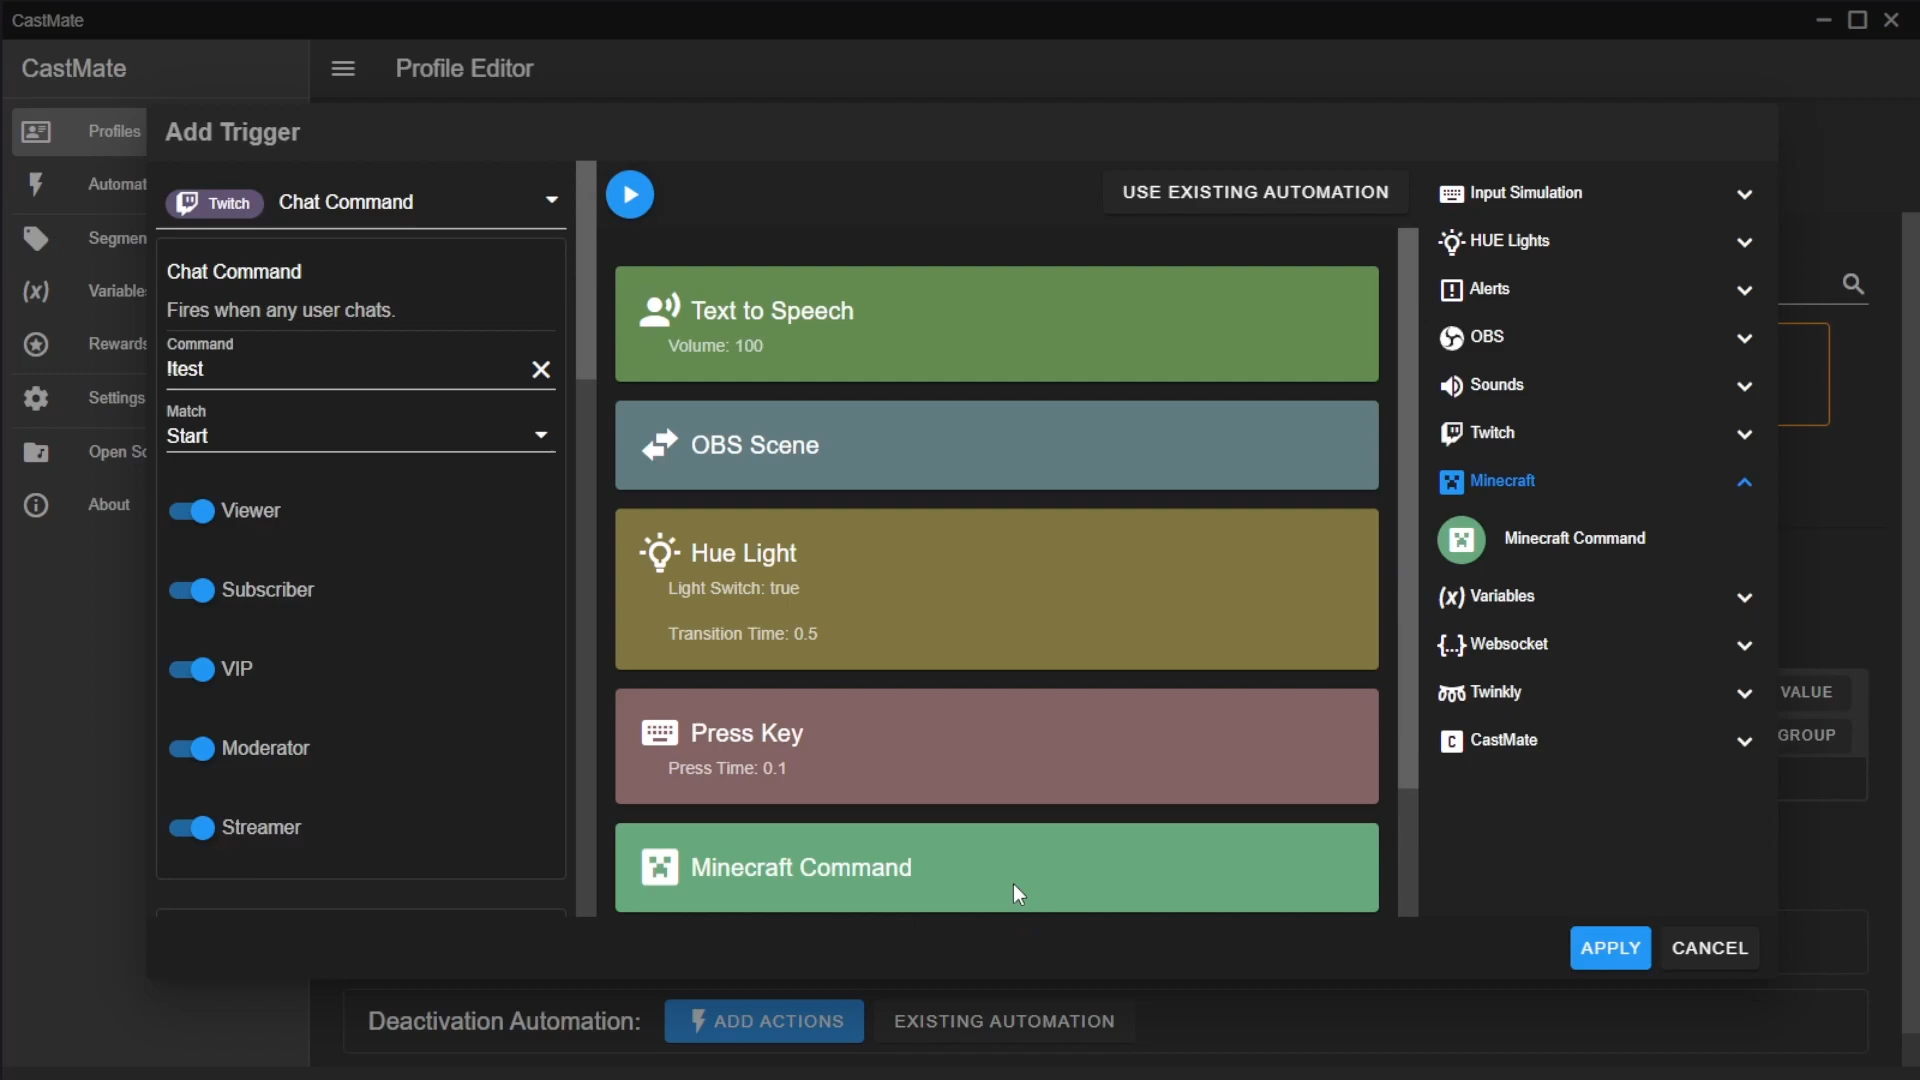 CastMate
CastMate
Profile Editor
Profiles
Automat
Segmen
(x) Variable
Rewards
Settings
Open Sc
About
Add Trigger
Twitch Chat Command
Chat Command
Fires when any user chats.
Command
!test
Match
Start
Viewer
Subscriber
VIP
Moderator
Streamer
USE EXISTING AUTOMATION
Text to Speech
Volume: 100
OBS Scene
Hue Light
Light Switch: true
Transition Time: 0.5
Press Key
Press Time: 0.1
Minecraft Command
Input Simulation
HUE Lights
Alerts
OBS
Sounds
Twitch
Minecraft
Minecraft Command
(x) Variables
{...} Websocket
Twinkly
C CastMate
VALUE
GROUP
APPLY CANCEL
Deactivation Automation: ADD ACTIONS EXISTING AUTOMATION